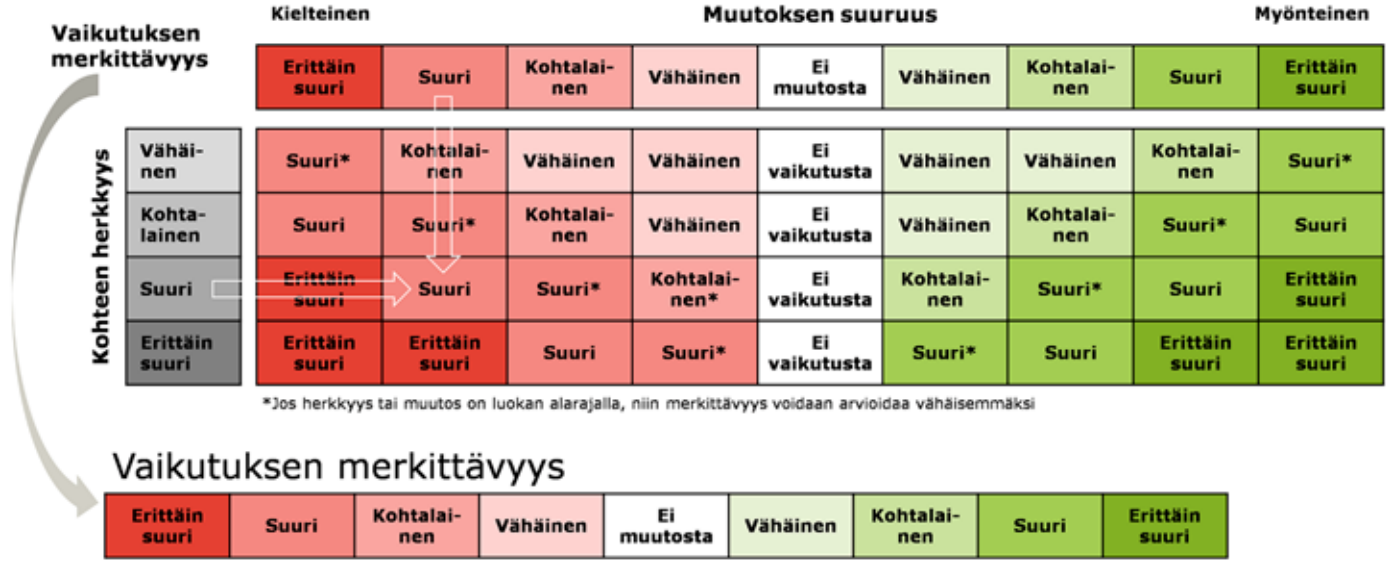 Kielteinen Muutoksen suuruus Myönteinen
Vaikutuksen
merkittävyys
Erittäin Suuri Kohtalai- Vähäinen Ei Vähäinen Kohtalai- Suuri Erittäin
suuri nen muutosta nen suuri
Kohteen herkkyys
Vähäi- Suuri* Kohtalai- Vähäinen Vähäinen Ei Vähäinen Vähäinen Kohtalai- Suuri*
nen nen vaikutusta nen
Kohta- Suuri Suuri* Kohtalai- Vähäinen Ei Vähäinen Kohtalai- Suuri* Suuri
lainen nen vaikutusta nen
Suuri Erittäin Suuri Suuri* Kohtalai- Ei Kohtalai- Suuri* Suuri Erittäin
suuri nen* vaikutusta nen suuri
Erittäin Erittäin Erittäin Suuri Suuri* Ei Suuri* Suuri Erittäin Erittäin
suuri suuri suuri vaikutusta suuri suuri
*Jos herkkyys tai muutos on luokan alarajalla, niin merkittävyys voidaan arvioidaa vähäisemmäksi
Vaikutuksen merkittävyys
Erittäin Suuri Kohtalai- Vähäinen Ei Vähäinen Kohtalai- Suuri Erittäin
suuri nen muutosta nen suuri